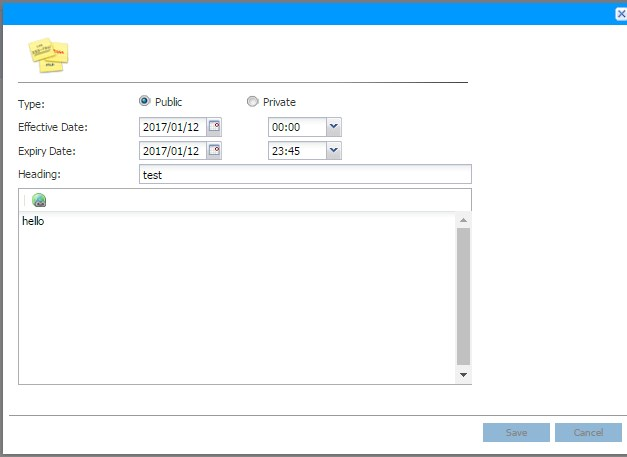 Type: Public Private
Effective Date: 2017/01/12 00:00
Expiry Date: 2017/01/12 23:45
Heading: test
hello
Save Cancel